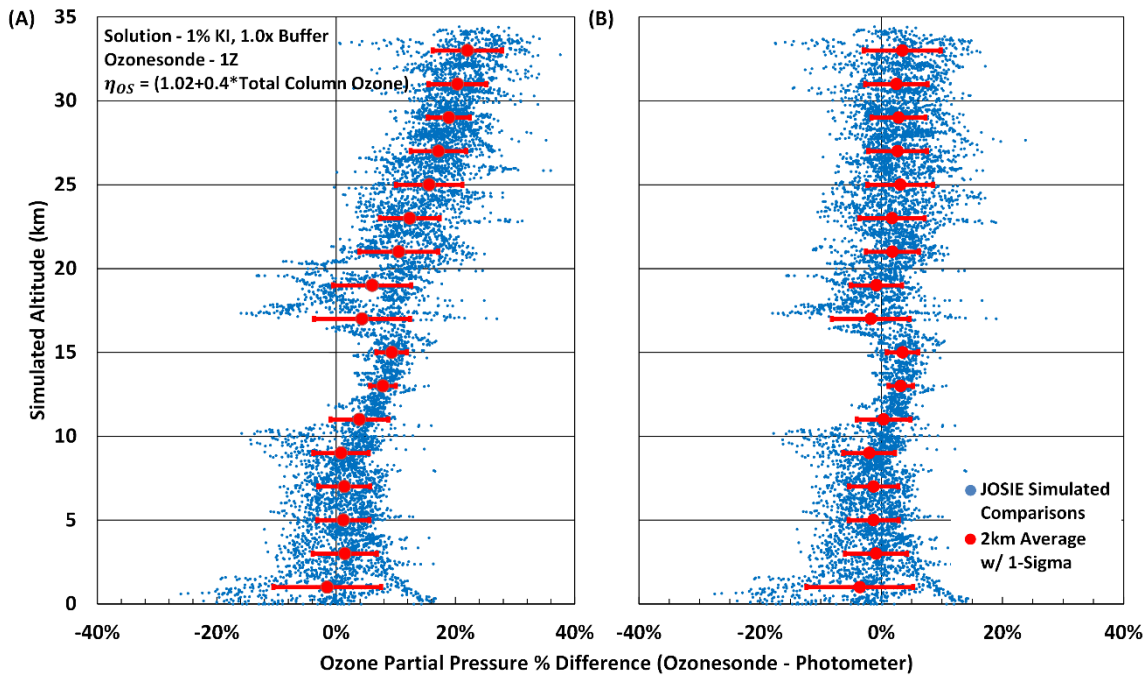 (A)
(B)
Solution - 1% KI, 1.0x Buffer
Ozonesonde - 1Z
η_OS = (1.02+0.4*Total Column Ozone)
Simulated Altitude (km)
35
30
25
20
15
10
5
0
JOSIE Simulated
Comparisons
2km Average
w/ 1-Sigma
-40% -20% 0% 20% 40% -40% -20% 0% 20% 40%
Ozone Partial Pressure % Difference (Ozonesonde - Photometer)